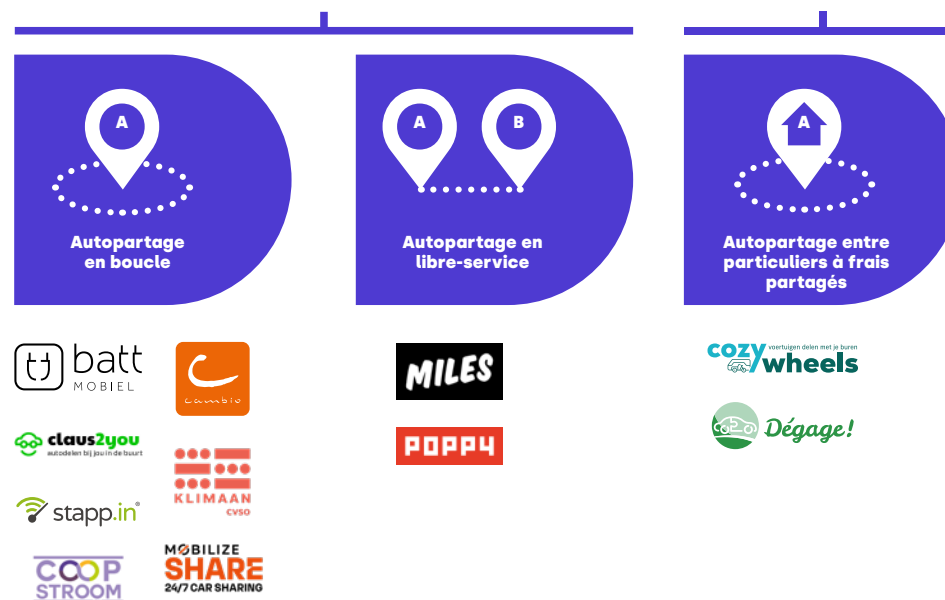 A
Autopartage
en boucle
A
B
Autopartage en
libre-service
A
Autopartage entre
particuliers à frais
partagés
batt
MOBIEL
cambio
claus2you
autodelen bij jou in de buurt
KLIMAAN
CVSO
stapp.in®
COOP
STROOM
MOBILIZE
SHARE
24/7 CAR SHARING
MILES
POPPY
cozy
voertuigen delen met je buren
wheels
Dégage!